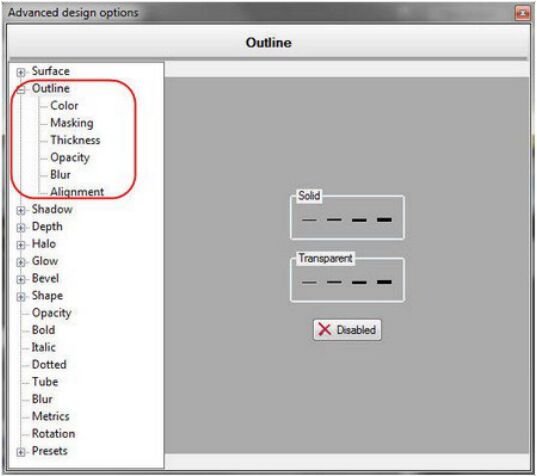 Advanced design options
Outline
Surface
Outline
Color
Masking
Thickness
Opacity
Blur
Alignment
Shadow
Depth
Halo
Glow
Bevel
Shape
Opacity
Bold
Italic
Dotted
Tube
Blur
Metrics
Rotation
Presets
Solid
Transparent
Disabled